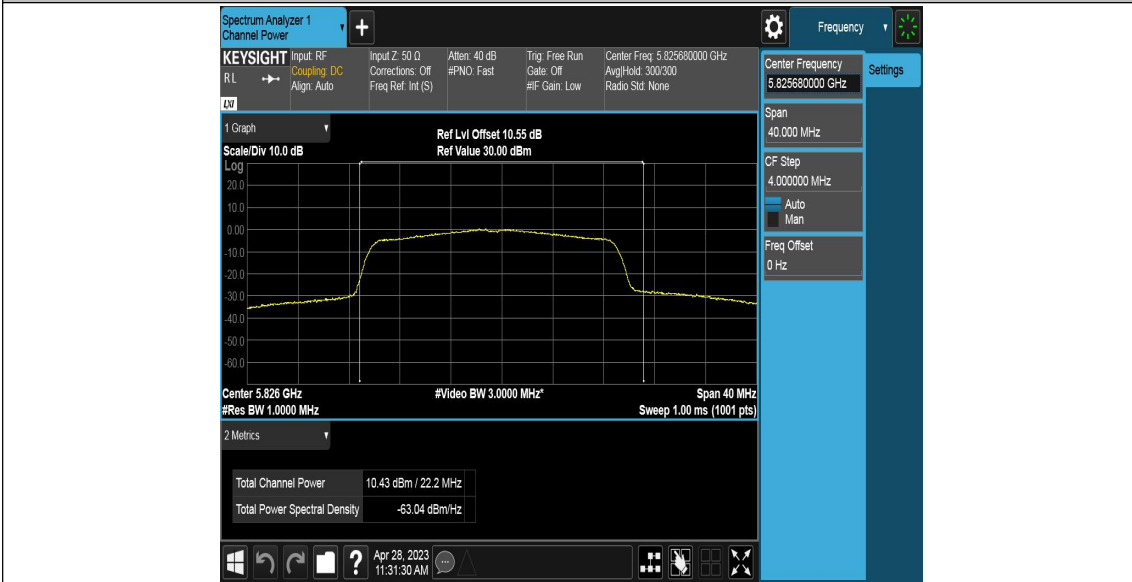 Spectrum Analyzer 1
Channel Power
+
Frequency
KEYSIGHT
RL
LXI
Input: RF
Coupling: DC
Align: Auto
Input Z: 50 Ω
Corrections: Off
Freq Ref: Int (S)
Atten: 40 dB
#PNO: Fast
Trig: Free Run
Gate: Off
#IF Gain: Low
Center Freq: 5.825680000 GHz
Avg|Hold: 300/300
Radio Std: None
Center Frequency
5.825680000 GHz
Settings
Span
40.000 MHz
CF Step
4.000000 MHz
Auto
Man
Freq Offset
0 Hz
1 Graph
Scale/Div 10.0 dB
Ref Lvl Offset 10.55 dB
Ref Value 30.00 dBm
Log
20.0
10.0
0.00
-10.0
-20.0
-30.0
-40.0
-50.0
-60.0
Center 5.826 GHz
#Res BW 1.0000 MHz
#Video BW 3.0000 MHz*
Span 40 MHz
Sweep 1.00 ms (1001 pts)
2 Metrics
Total Channel Power 10.43 dBm / 22.2 MHz
Total Power Spectral Density -63.04 dBm/Hz
?
Apr 28, 2023
11:31:30 AM